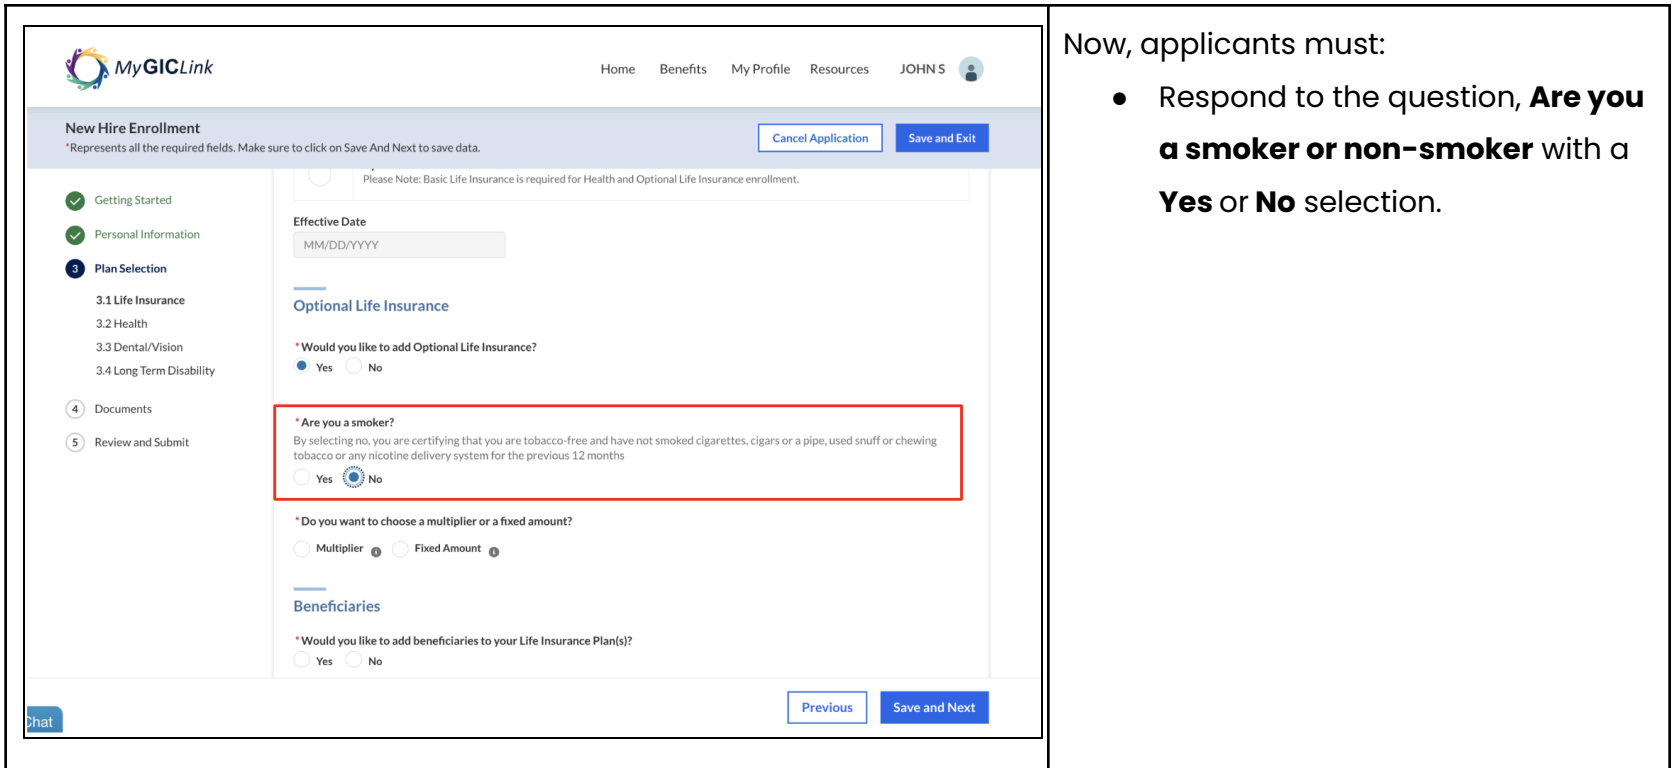 MyGICLink
Home Benefits My Profile Resources JOHN S
New Hire Enrollment
*Represents all the required fields. Make sure to click on Save And Next to save data.
Cancel Application Save and Exit
Getting Started
Personal Information
3 Plan Selection
3.1 Life Insurance
3.2 Health
3.3 Dental/Vision
3.4 Long Term Disability
4 Documents
5 Review and Submit
Please Note: Basic Life Insurance is required for Health and Optional Life Insurance enrollment.
Effective Date
MM/DD/YYYY
Optional Life Insurance
*Would you like to add Optional Life Insurance?
Yes No
*Are you a smoker?
By selecting no, you are certifying that you are tobacco-free and have not smoked cigarettes, cigars or a pipe, used snuff or chewing
tobacco or any nicotine delivery system for the previous 12 months
Yes No
*Do you want to choose a multiplier or a fixed amount?
Multiplier i Fixed Amount i
Beneficiaries
*Would you like to add beneficiaries to your Life Insurance Plan(s)?
Yes No
Chat
Previous Save and Next
Now, applicants must:
● Respond to the question, Are you
a smoker or non-smoker with a
Yes or No selection.